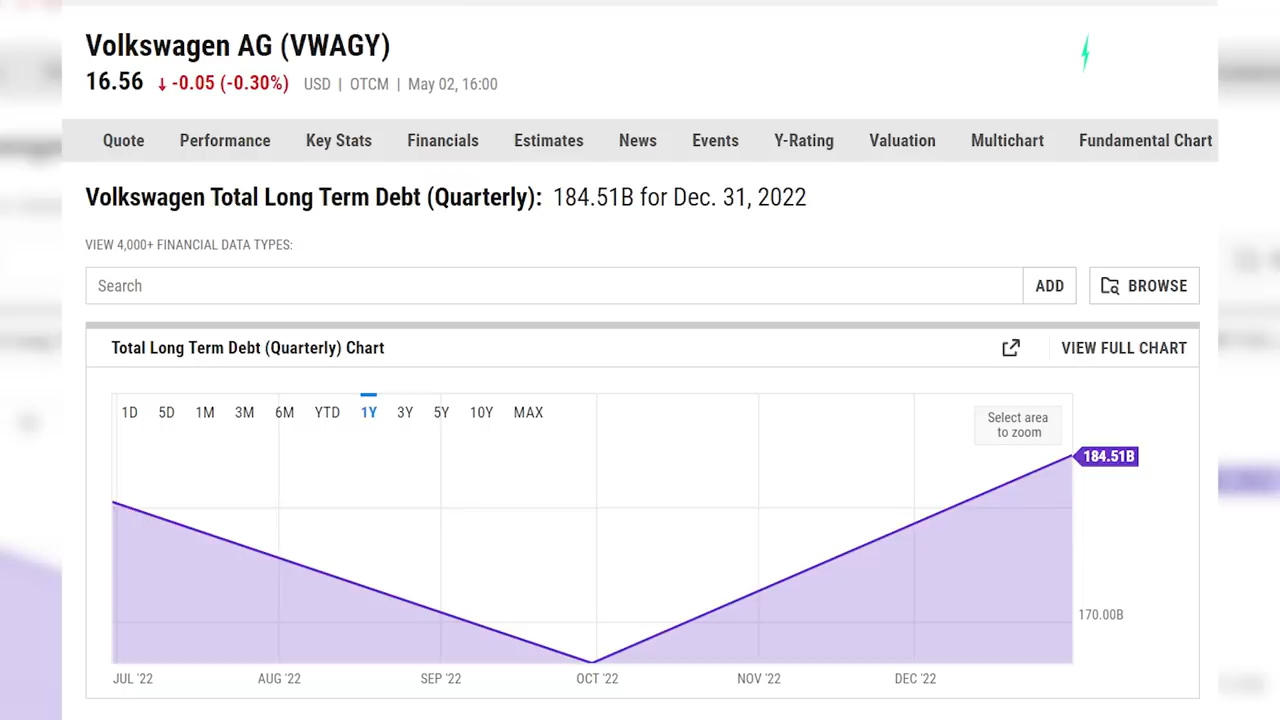 Volkswagen AG (VWAGY)
16.56 ↓ -0.05 (-0.30%) USD | OTCM | May 02, 16:00
Quote Performance Key Stats Financials Estimates News Events Y-Rating Valuation Multichart Fundamental Chart
Volkswagen Total Long Term Debt (Quarterly): 184.51B for Dec. 31, 2022
VIEW 4,000+ FINANCIAL DATA TYPES:
Search ADD BROWSE
Total Long Term Debt (Quarterly) Chart VIEW FULL CHART
1D 5D 1M 3M 6M YTD 1Y 3Y 5Y 10Y MAX
Select area
to zoom
184.51B
170.00B
JUL '22 AUG '22 SEP '22 OCT '22 NOV '22 DEC '22